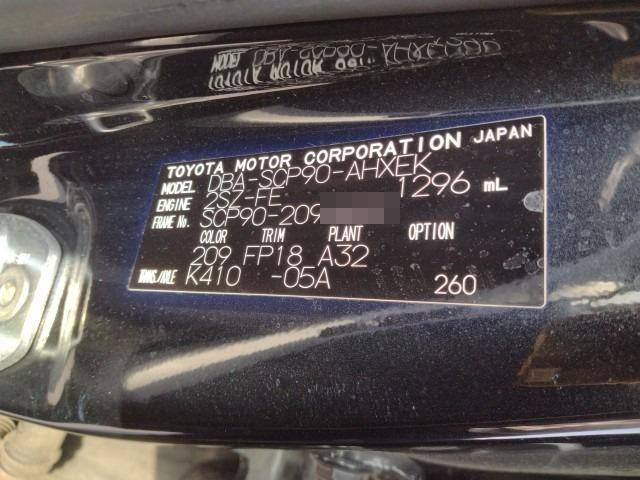 TOYOTA MOTOR CORPORATION JAPAN
MODEL DBA-SCP90-AHXEK
ENGINE 2SZ-FE 1296 mL
FRAME No. SCP90-209
COLOR TRIM PLANT OPTION
209 FP18 A32
TRANS./AXLE K410 -05A 260